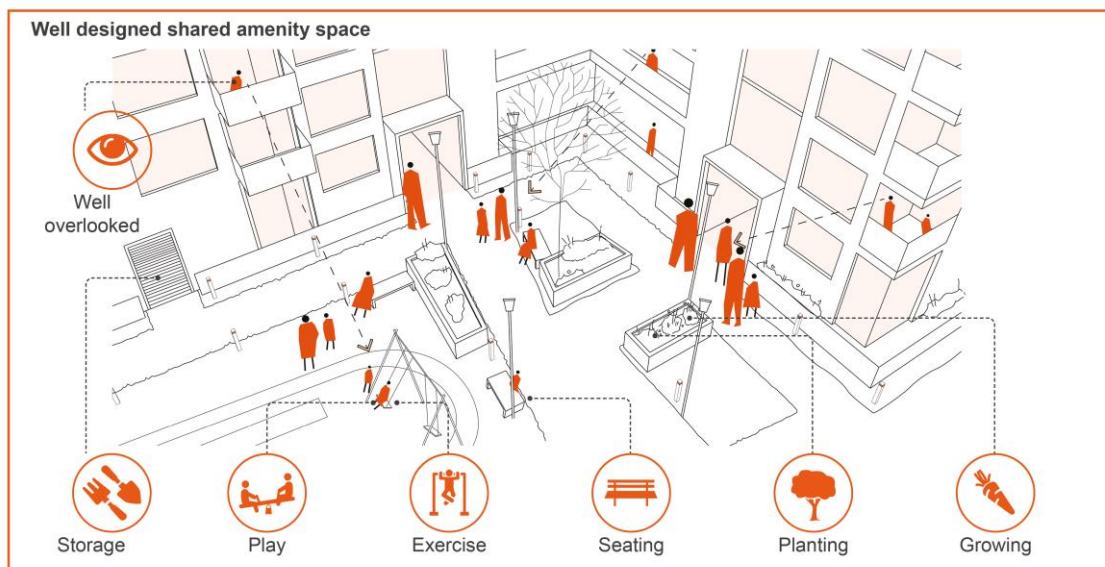 Well designed shared amenity space
Well
overlooked
Storage
Play
Exercise
Seating
Planting
Growing